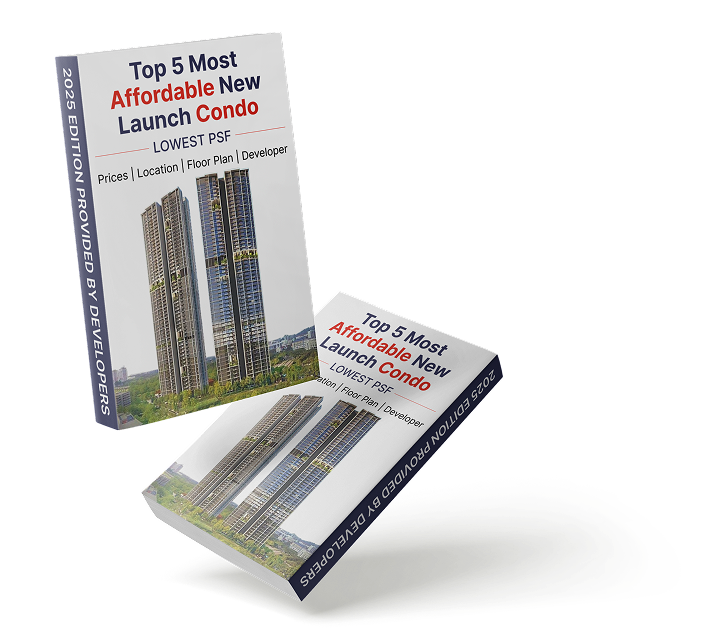 2025 EDITION PROVIDED BY DEVELOPERS
Top 5 Most
Affordable New
Launch Condo
LOWEST PSF
Prices | Location | Floor Plan | Developer
Top 5 Most
Affordable New
Launch Condo
LOWEST PSF
ation | Floor Plan | Developer
2025 EDITION PROVIDED BY DEVELOPERS